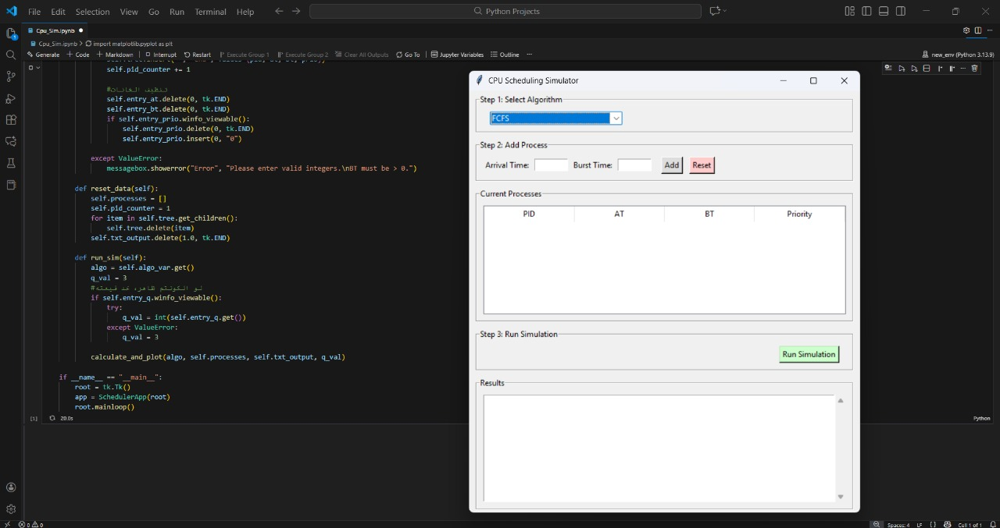 File Edit Selection View Go Run Terminal Help
Python Projects
Cpu_Sim.ipynb
Cpu_Sim.ipynb > import matplotlib.pyplot as plt
Generate + Code + Markdown Interrupt Restart Execute Group 1 Execute Group 2 Clear All Outputs Go To Jupyter Variables Outline ...
new_env (Python 3.13.9)
self.pid_counter += 1
#تنظيف الخانات
self.entry_at.delete(0, tk.END)
self.entry_bt.delete(0, tk.END)
if self.entry_prio.winfo_viewable():
self.entry_prio.delete(0, tk.END)
self.entry_prio.insert(0, "0")
except ValueError:
messagebox.showerror("Error", "Please enter valid integers.\nBT must be > 0.")
def reset_data(self):
self.processes = []
self.pid_counter = 1
for item in self.tree.get_children():
self.tree.delete(item)
self.txt_output.delete(1.0, tk.END)
def run_sim(self):
algo = self.algo_var.get()
q_val = 3
#لو الكونتم ظاهر، خد قيمته
if self.entry_q.winfo_viewable():
try:
q_val = int(self.entry_q.get())
except ValueError:
q_val = 3
calculate_and_plot(algo, self.processes, self.txt_output, q_val)
if __name__ == "__main__":
root = tk.Tk()
app = SchedulerApp(root)
root.mainloop()
[1] 20.0s
Python
CPU Scheduling Simulator
Step 1: Select Algorithm
FCFS
Step 2: Add Process
Arrival Time: Burst Time: Add Reset
Current Processes
PID AT BT Priority
Step 3: Run Simulation
Run Simulation
Results
1
0 0
Spaces: 4 LF { } Cell 1 of 1